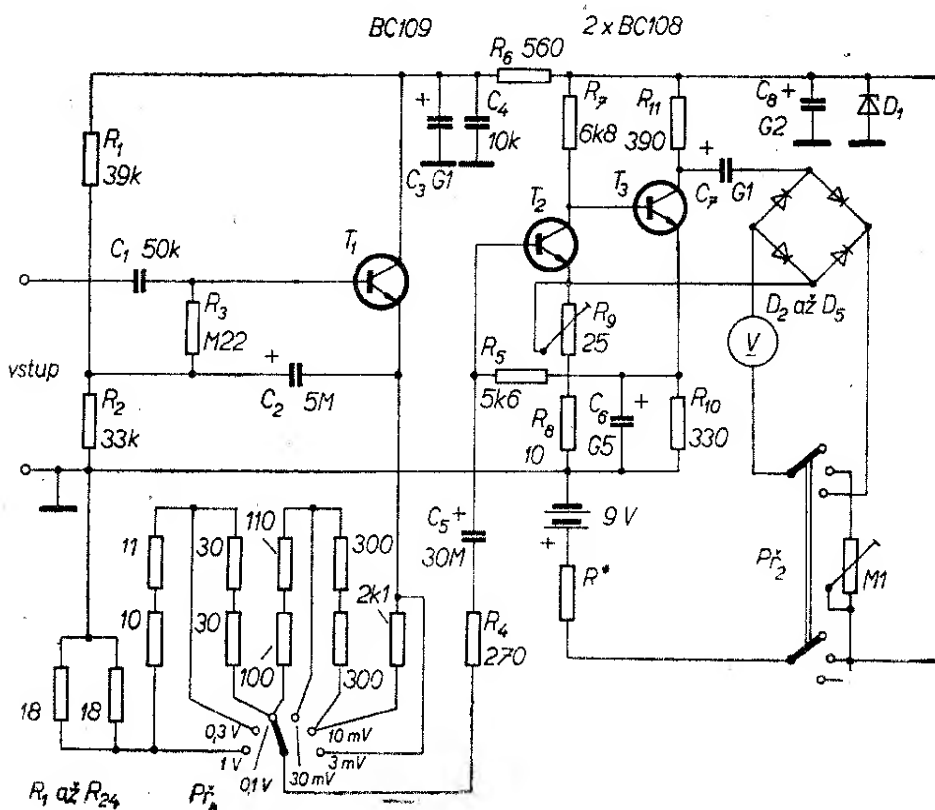 BC109
2 x BC108
R6 560
R1
39k
+
C3 G1
C4
10k
R7
6k8
R11
390
C8 +
G2
D1
+
C7 G1
T3
T2
T1
C1 50k
R3
M22
vstup
+
C2 5M
R2
33k
R5
5k6
R9
25
R8
10
C6 +
G5
R10
330
D2 až D5
V
9 V
+
R*
Př2
M1
C5 +
30M
R4
270
11
10
30
30
110
100
300
300
2k1
18
18
0,3 V
1 V
0,1 V
30 mV
10 mV
3 mV
R1 až R24
Př1